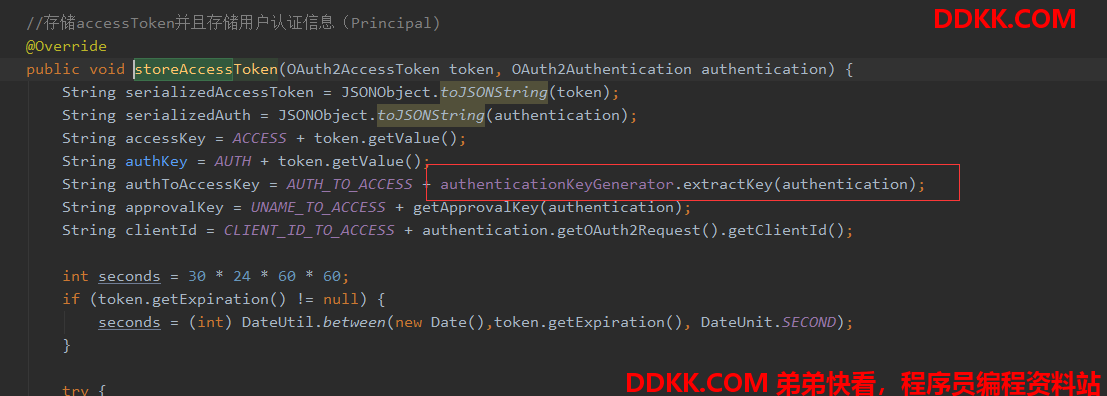 //存储accessToken并且存储用户认证信息（Principal)
DDKK.COM
@Override
public void storeAccessToken(OAuth2AccessToken token, OAuth2Authentication authentication) {
String serializedAccessToken = JSONObject.toJSONString(token);
String serializedAuth = JSONObject.toJSONString(authentication);
String accessKey = ACCESS + token.getValue();
String authKey = AUTH + token.getValue();
String authToAccessKey = AUTH_TO_ACCESS + authenticationKeyGenerator.extractKey(authentication);
String approvalKey = UNAME_TO_ACCESS + getApprovalKey(authentication);
String clientId = CLIENT_ID_TO_ACCESS + authentication.getOAuth2Request().getClientId();
int seconds = 30 * 24 * 60 * 60;
if (token.getExpiration() != null) {
seconds = (int) DateUtil.between(new Date(),token.getExpiration(), DateUnit.SECOND);
}
try {
DDKK.COM 弟弟快看，程序员编程资料站